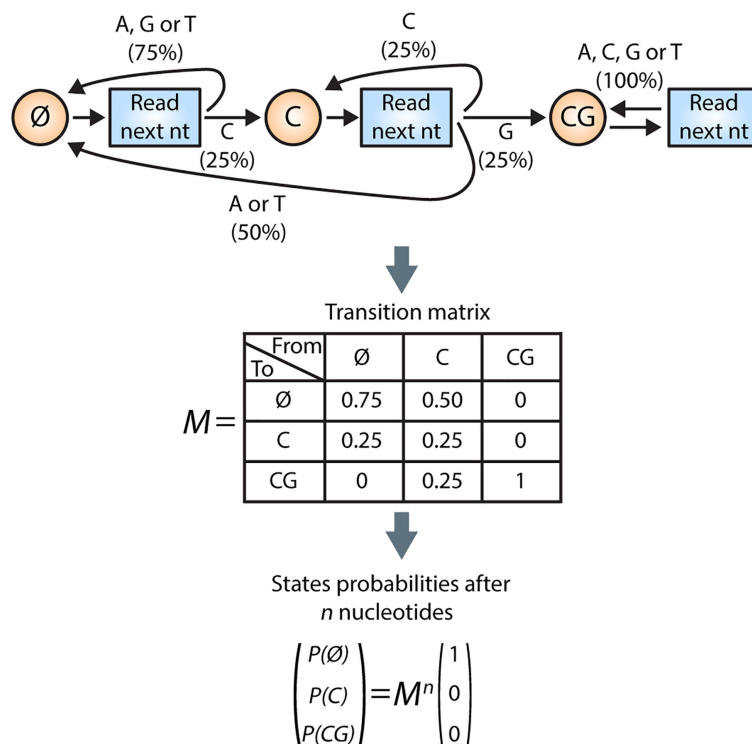 A, G or T
(75%)
C
(25%)
A, C, G or T
(100%)
Ø
Read
next nt
C
(25%)
C
Read
next nt
G
(25%)
CG
Read
next nt
A or T
(50%)
Transition matrix
M=
From
To
Ø C CG
Ø 0.75 0.50 0
C 0.25 0.25 0
CG 0 0.25 1
States probabilities after
n nucleotides
P(Ø) 1
P(C) =Mⁿ 0
P(CG) 0